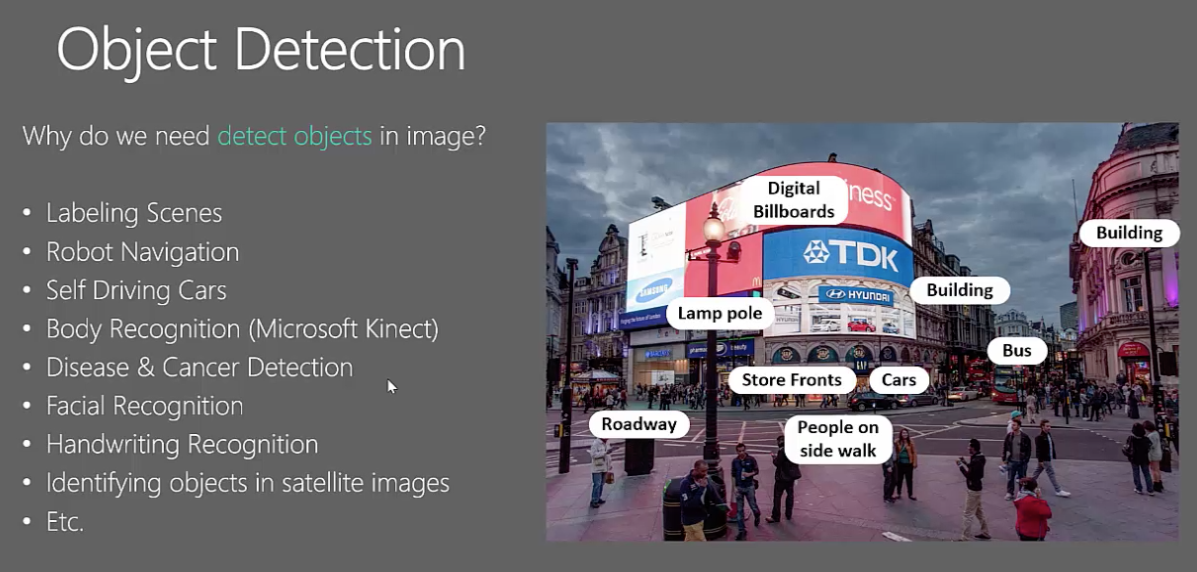 Object Detection
Why do we need detect objects in image?
• Labeling Scenes
• Robot Navigation
• Self Driving Cars
• Body Recognition (Microsoft Kinect)
• Disease & Cancer Detection
• Facial Recognition
• Handwriting Recognition
• Identifying objects in satellite images
• Etc.
Digital
Billboards
iness
Building
TDK
Building
SAMSUNG
HYUNDAI
Lamp pole
Bus
GAP
Store Fronts
Cars
Roadway
People on
side walk